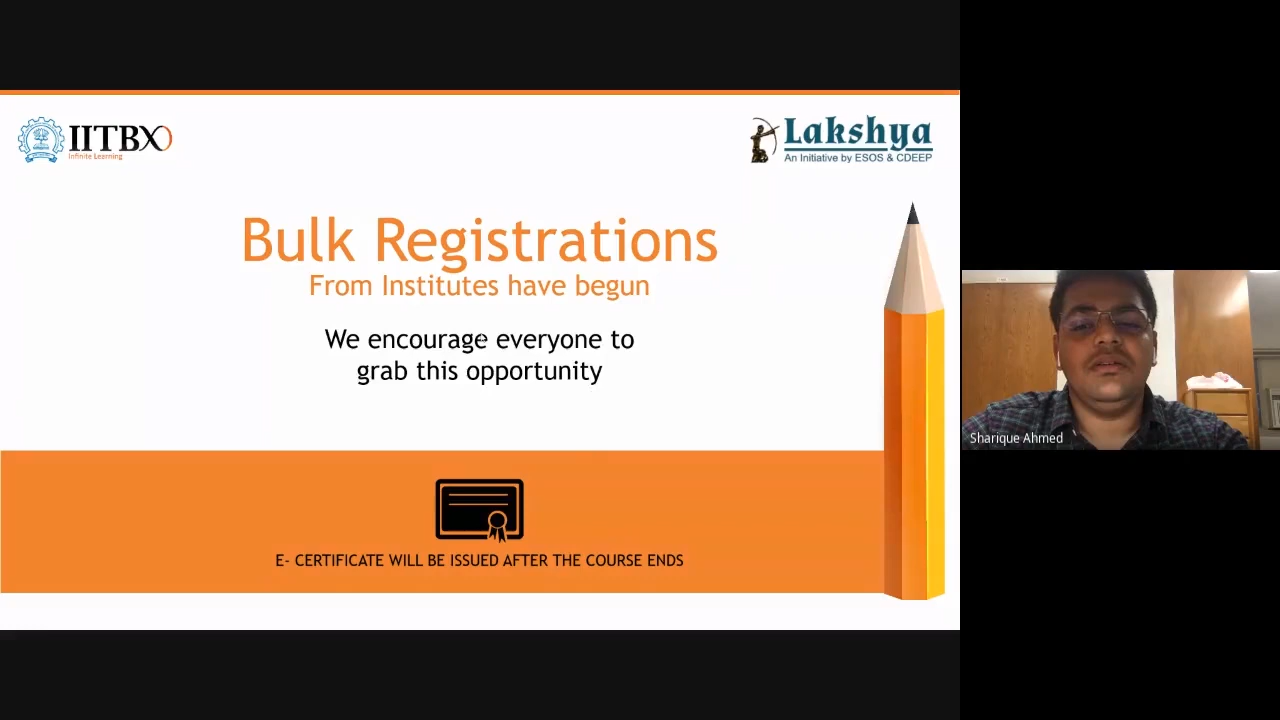 IITBX
Infinite Learning
Lakshya
An Initiative by ESOS & CDEEP
Bulk Registrations
From Institutes have begun
We encourage everyone to
grab this opportunity
E- CERTIFICATE WILL BE ISSUED AFTER THE COURSE ENDS
Sharique Ahmed